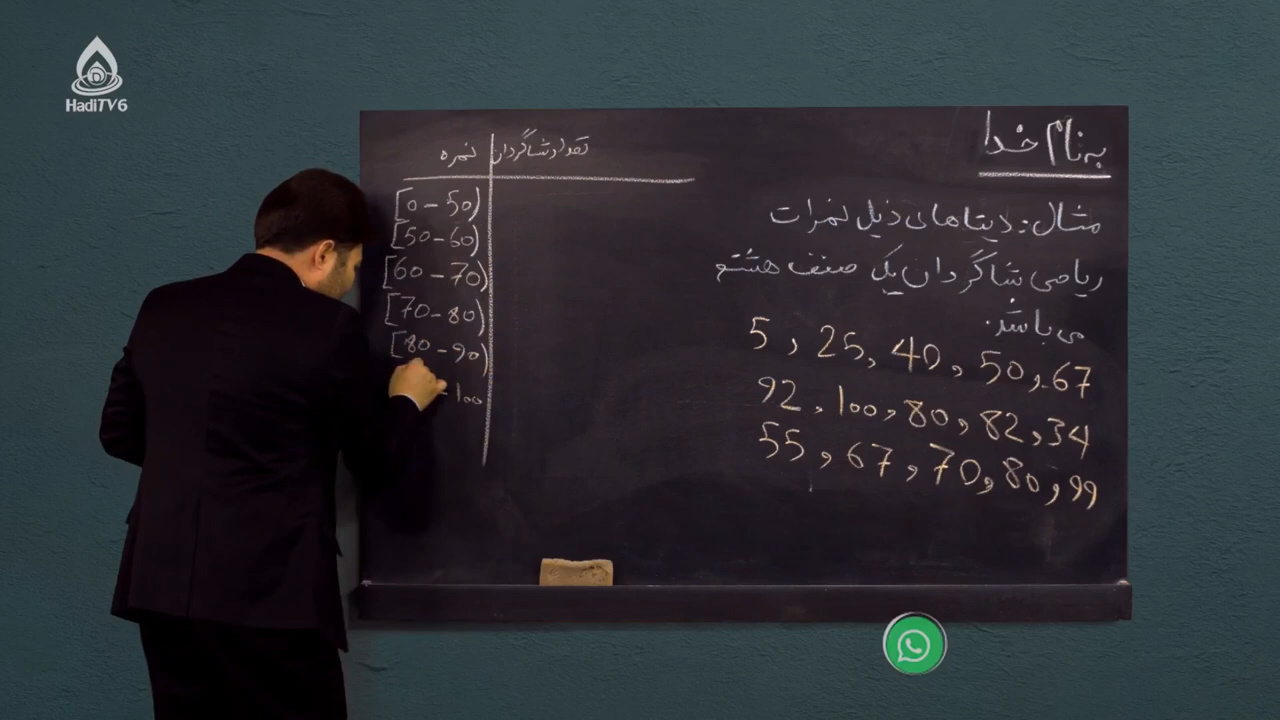 HadiTV6
به نام خدا
مثال: دیتاهای ذیل نمرات
ریاضی شاگردان یک صنف هشتم
می باشد.
5, 25, 40, 50, 67
92, 100, 80, 82, 34
55, 67, 70, 80, 99
نمره | تعداد شاگردان
[0-50)
[50-60)
[60-70)
[70-80)
[80-90)
-100